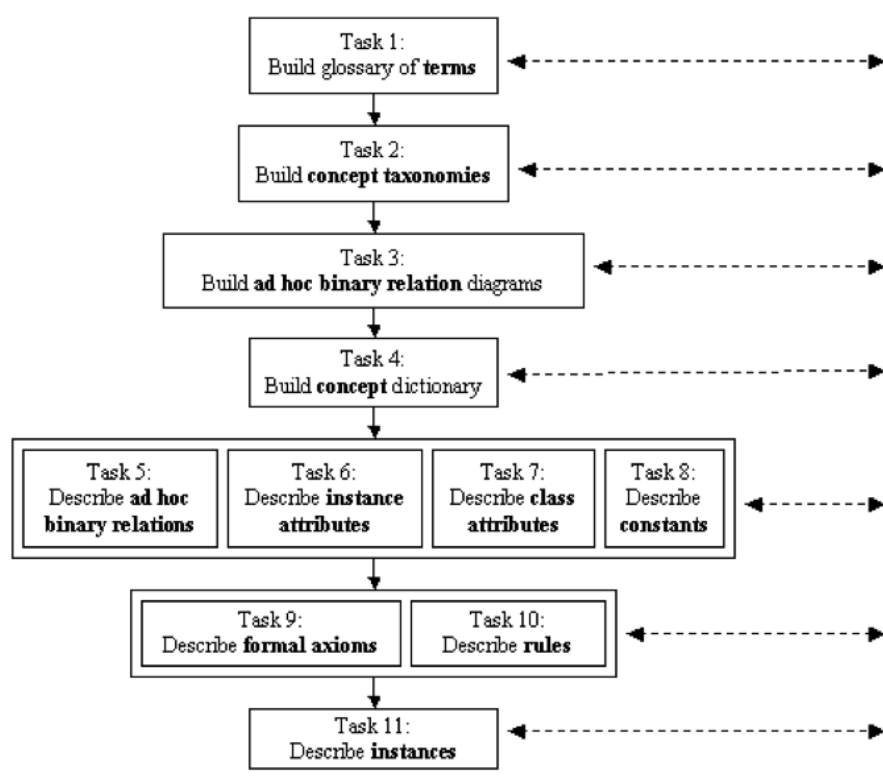 Task 1:
Build glossary of terms
Task 2:
Build concept taxonomies
Task 3:
Build ad hoc binary relation diagrams
Task 4:
Build concept dictionary
Task 5:
Describe ad hoc
binary relations
Task 6:
Describe instance
attributes
Task 7:
Describe class
attributes
Task 8:
Describe
constants
Task 9:
Describe formal axioms
Task 10:
Describe rules
Task 11:
Describe instances